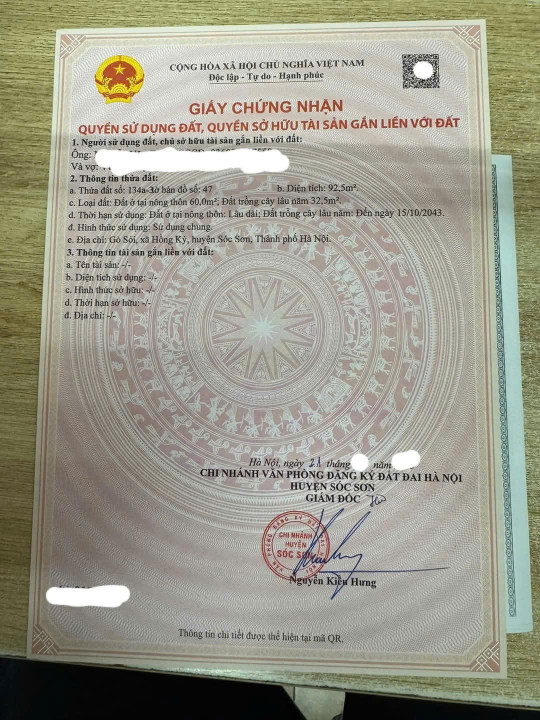 CỘNG HÒA XÃ HỘI CHỦ NGHĨA VIỆT NAM
Độc lập - Tự do - Hạnh phúc
GIẤY CHỨNG NHẬN
QUYỀN SỬ DỤNG ĐẤT, QUYỀN SỞ HỮU TÀI SẢN GẮN LIỀN VỚI ĐẤT
1. Người sử dụng đất, chủ sở hữu tài sản gắn liền với đất:
Ông:
Và vợ:
2. Thông tin thửa đất:
a. Thửa đất số: 134a-3 tờ bản đồ số: 47 b. Diện tích: 92,5m².
c. Loại đất: Đất ở tại nông thôn 60,0m²; Đất trồng cây lâu năm 32,5m².
d. Thời hạn sử dụng: Đất ở tại nông thôn: Lâu dài; Đất trồng cây lâu năm: Đến ngày 15/10/2043.
đ. Hình thức sử dụng: Sử dụng chung.
e. Địa chỉ: Gò Sỏi, xã Hồng Kỳ, huyện Sóc Sơn, Thành phố Hà Nội.
3. Thông tin tài sản gắn liền với đất:
a. Tên tài sản: -/-
b. Diện tích sử dụng: -/-
c. Hình thức sở hữu: -/-
d. Thời hạn sở hữu: -/-
đ. Địa chỉ: -/-
Hà Nội, ngày 21 tháng năm
CHI NHÁNH VĂN PHÒNG ĐĂNG KÝ ĐẤT ĐAI HÀ NỘI
HUYỆN SÓC SƠN
GIÁM ĐỐC
CHI NHÁNH
HUYỆN
SÓC SƠN
Nguyễn Kiều Hưng
Thông tin chi tiết được thể hiện tại mã QR.